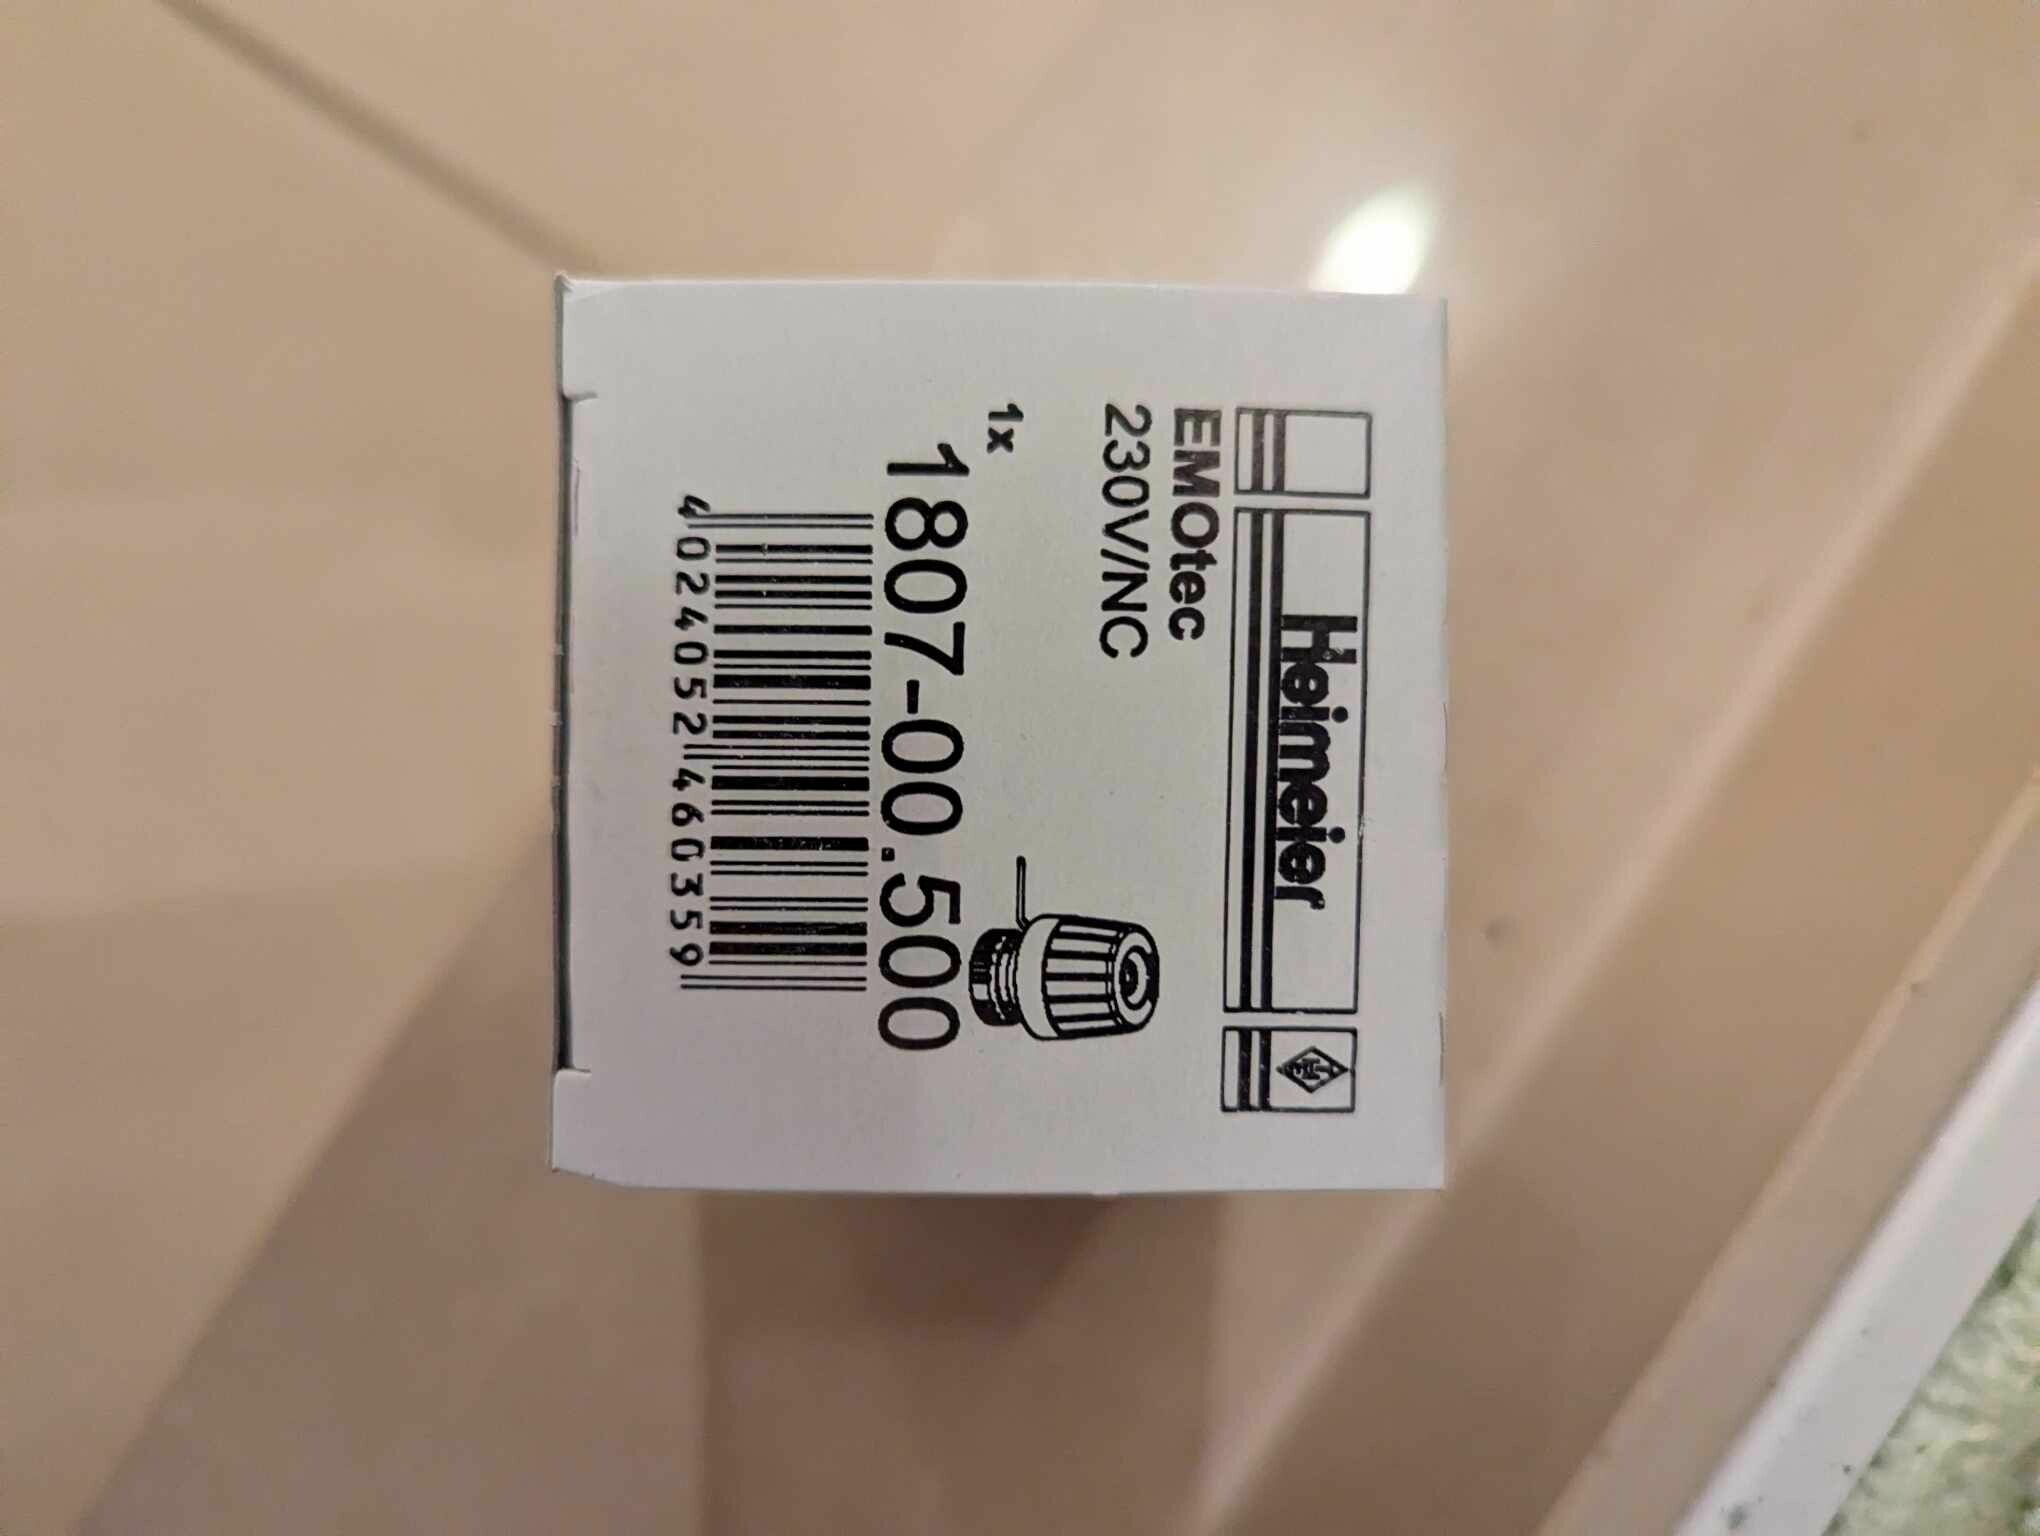 Heimeier
EMOtec
230V/NC
1x
1807-00.500
4 024052 460359